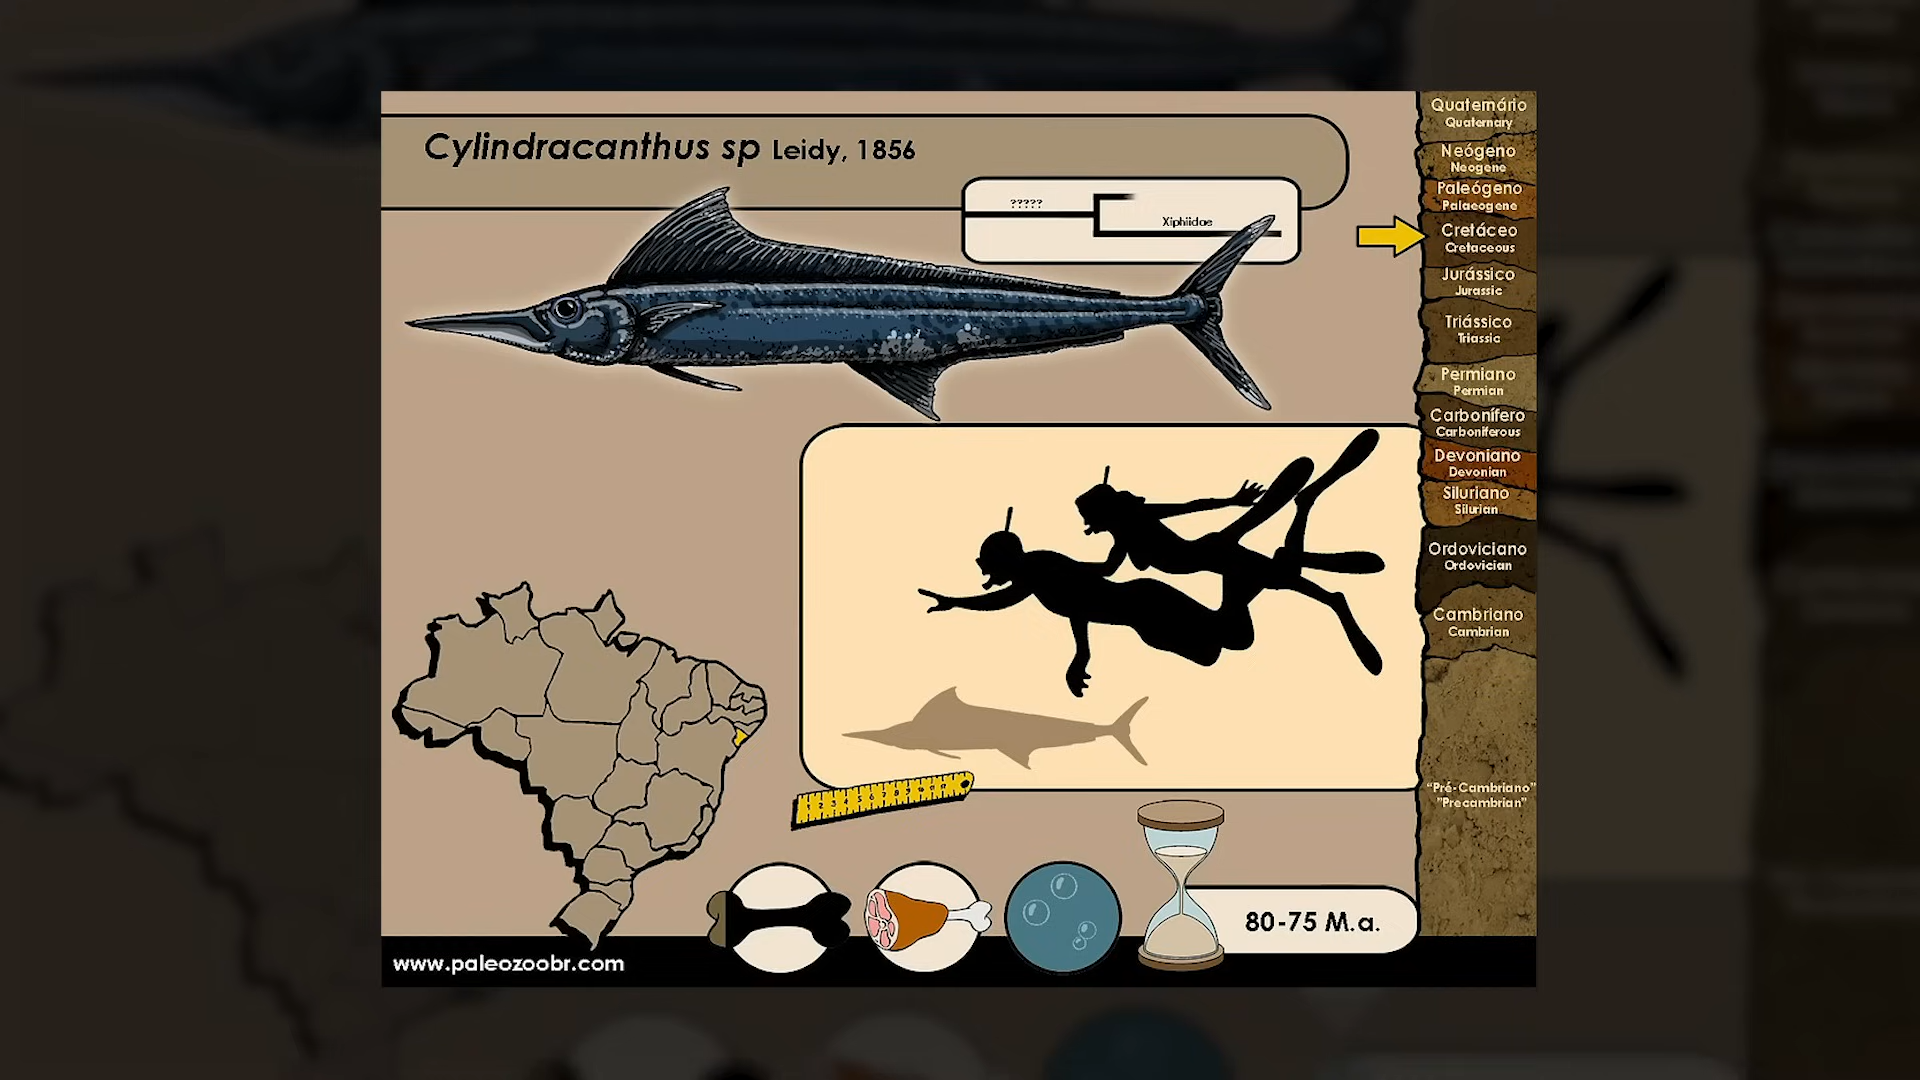 Cylindracanthus sp Leidy, 1856
?????
Xiphiidae
Quaternário
Quaternary
Neógeno
Neogene
Paleógeno
Palaeogene
Cretáceo
Cretaceous
Jurássico
Jurassic
Triássico
Triassic
Permiano
Permian
Carbonífero
Carboniferous
Devoniano
Devonian
Siluriano
Silurian
Ordoviciano
Ordovician
Cambriano
Cambrian
"Pré-Cambriano"
"Precambrian"
80-75 M.a.
www.paleozoobr.com